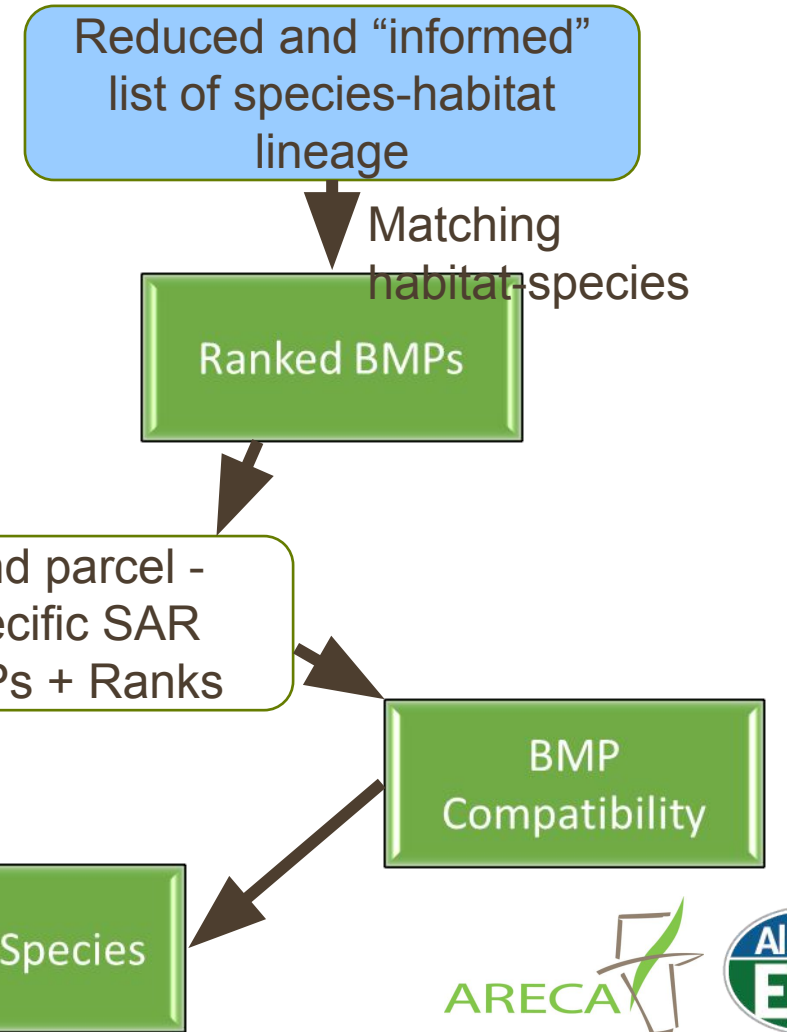 Reduced and “informed”
list of species-habitat
lineage
Matching
habitat-species
Ranked BMPs
parcel -
SAR
+ Ranks
BMP
Compatibility
Species
ARECA